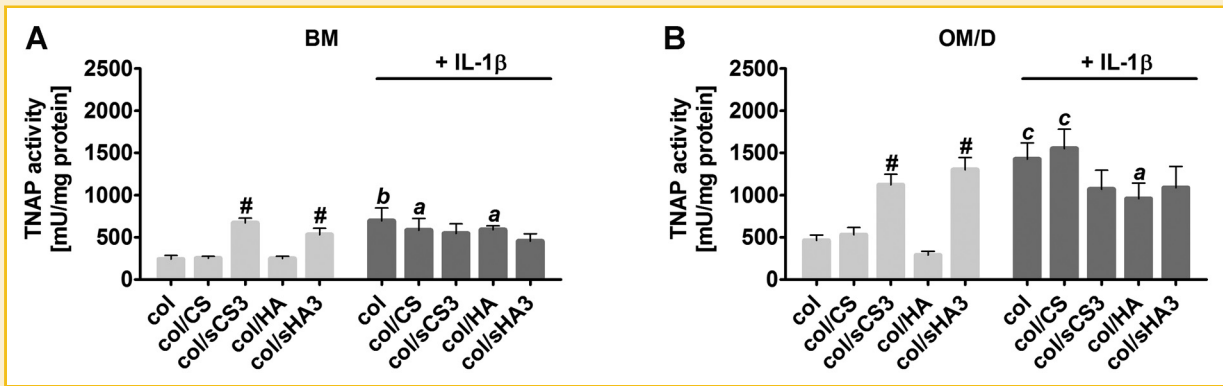 A
BM
+ IL-1β
TNAP activity
[mU/mg protein]
2500
2000
1500
1000
500
0
#
#
b
a
a
col
col/CS
col/sCS3
col/HA
col/sHA3
col
col/CS
col/sCS3
col/HA
col/sHA3
B
OM/D
+ IL-1β
TNAP activity
[mU/mg protein]
2500
2000
1500
1000
500
0
#
#
c
c
a
col
col/CS
col/sCS3
col/HA
col/sHA3
col
col/CS
col/sCS3
col/HA
col/sHA3